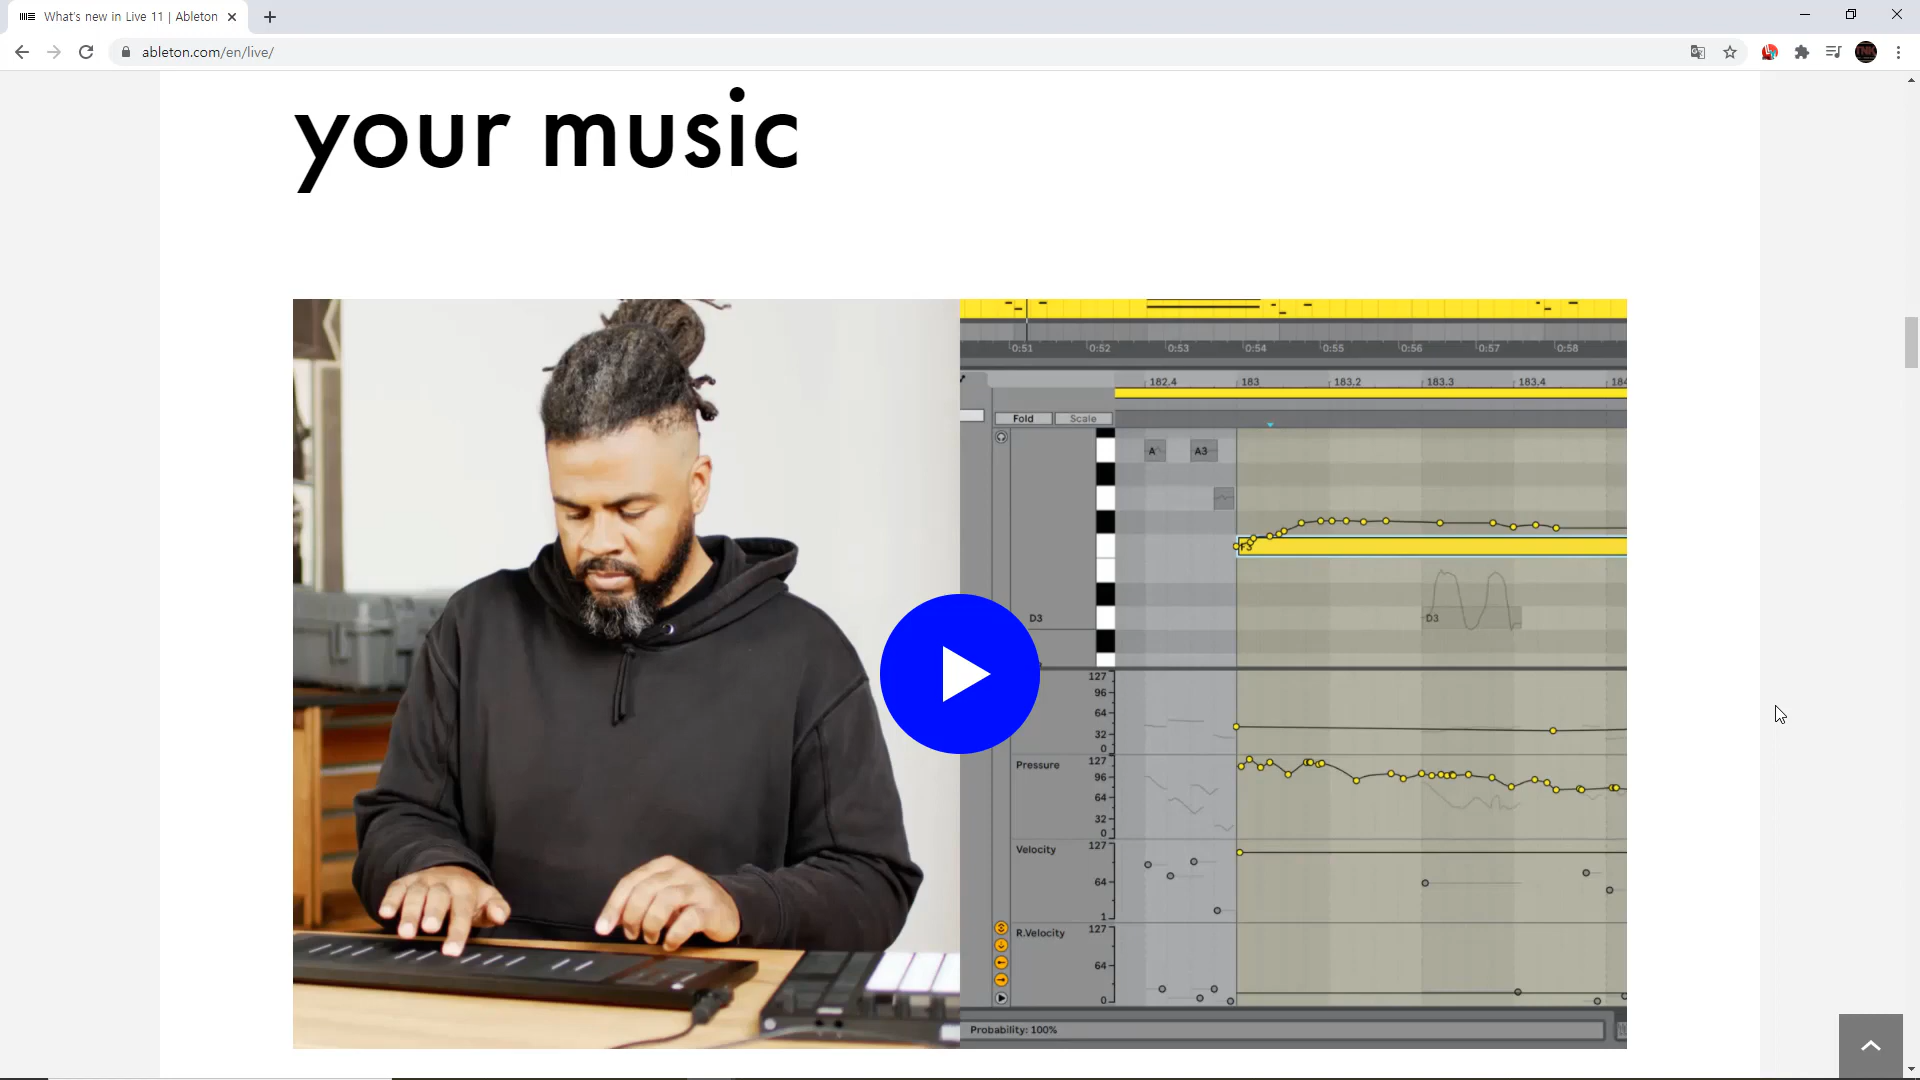 What's new in Live 11 | Ableton
ableton.com/en/live/
your music
0:51 0:52 0:53 0:54 0:55 0:56 0:57 0:58
182.4 183 183.2 183.3 183.4 184
Fold Scale
A A3
F3
D3 D3
127
96
64
32
0
Pressure 127
96
64
32
0
Velocity 127
64
1
R.Velocity 127
64
0
Probability: 100%